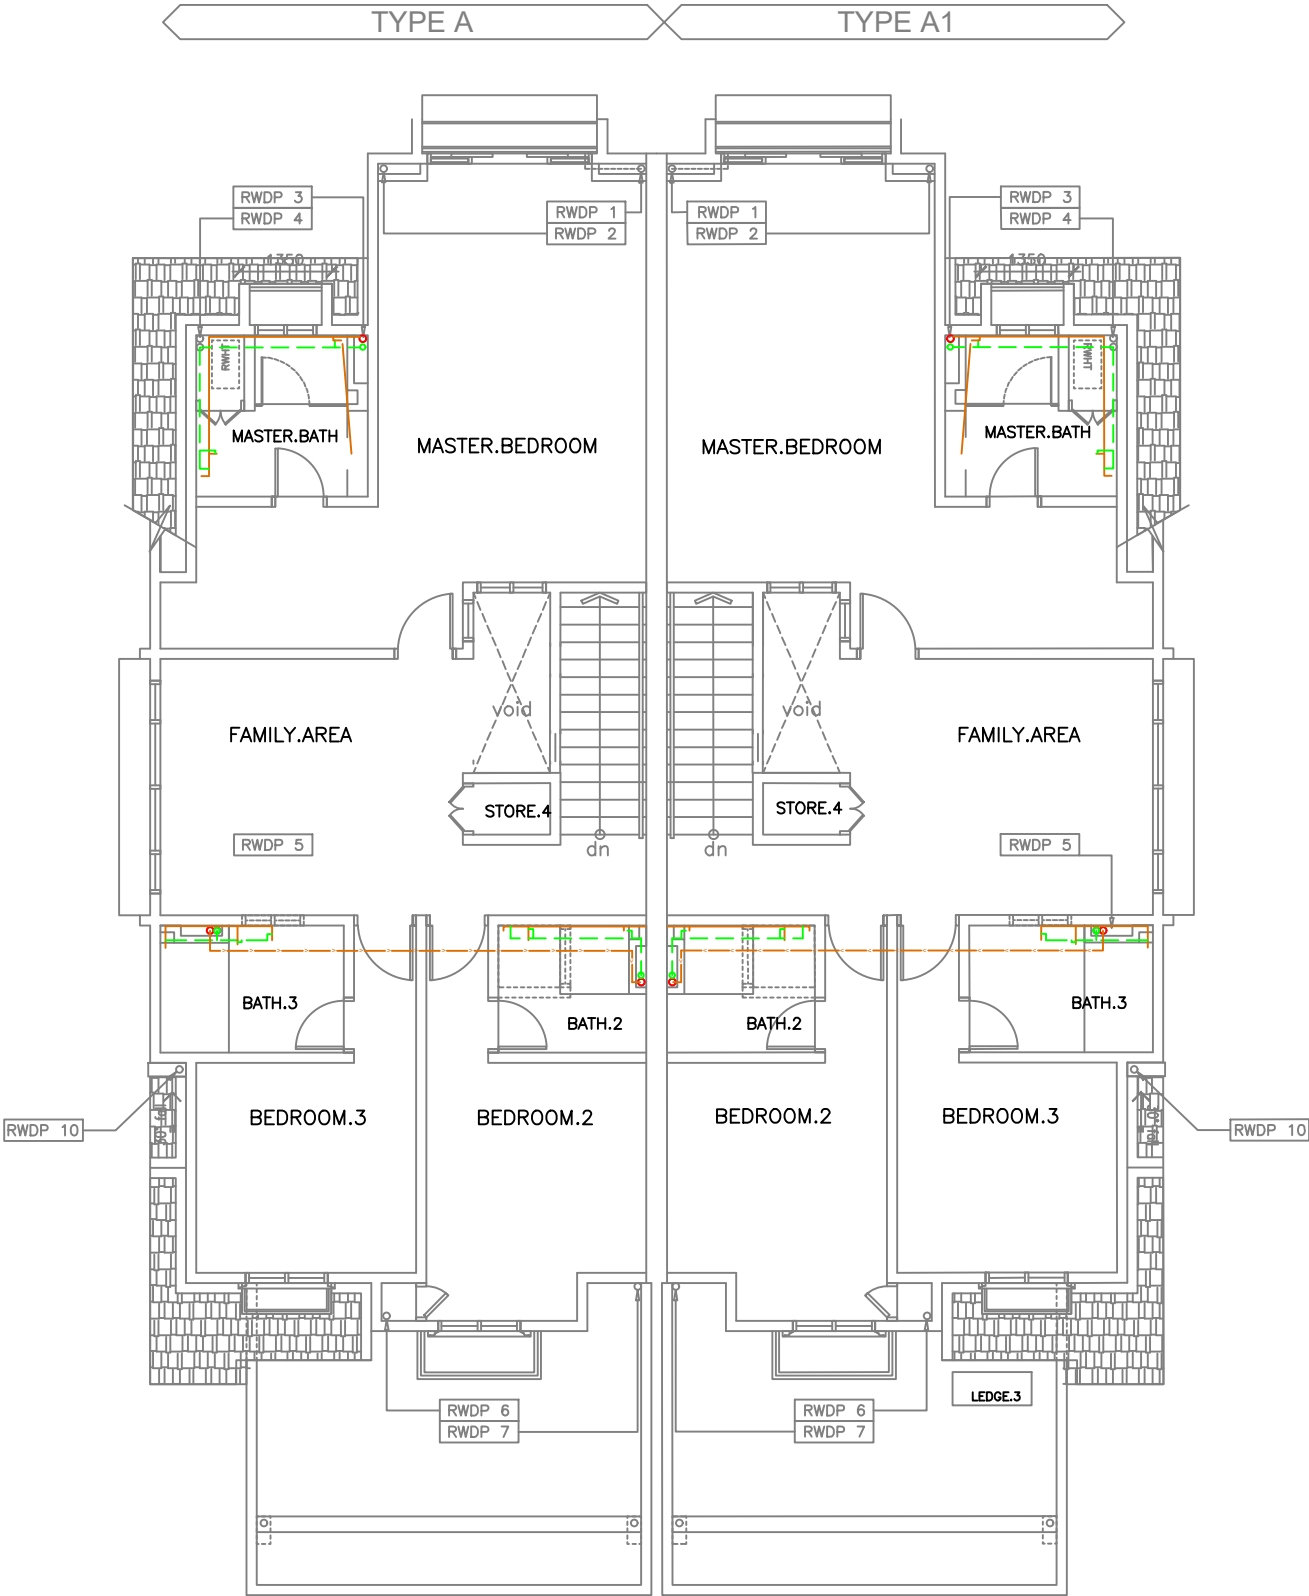 TYPE A TYPE A1
RWDP 3 RWDP 3
RWDP 4 RWDP 4
RWDP 1 RWDP 1
RWDP 2 RWDP 2
1350 1350
RWHT
MASTER.BATH MASTER.BEDROOM MASTER.BEDROOM MASTER.BATH
void void
FAMILY.AREA FAMILY.AREA
STORE.4 STORE.4
RWDP 5 dn dn RWDP 5
BATH.3 BATH.2 BATH.2 BATH.3
BEDROOM.3 BEDROOM.2 BEDROOM.2 BEDROOM.3
RWDP 10 RWDP 10
LEDGE.3
RWDP 6 RWDP 6
RWDP 7 RWDP 7